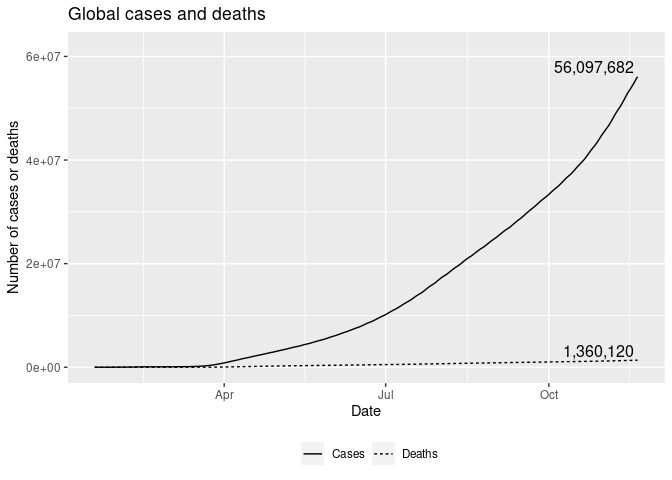 Global cases and deaths
Number of cases or deaths
6e+07
4e+07
2e+07
0e+00
56,097,682
1,360,120
Apr
Jul
Oct
Date
Cases
Deaths